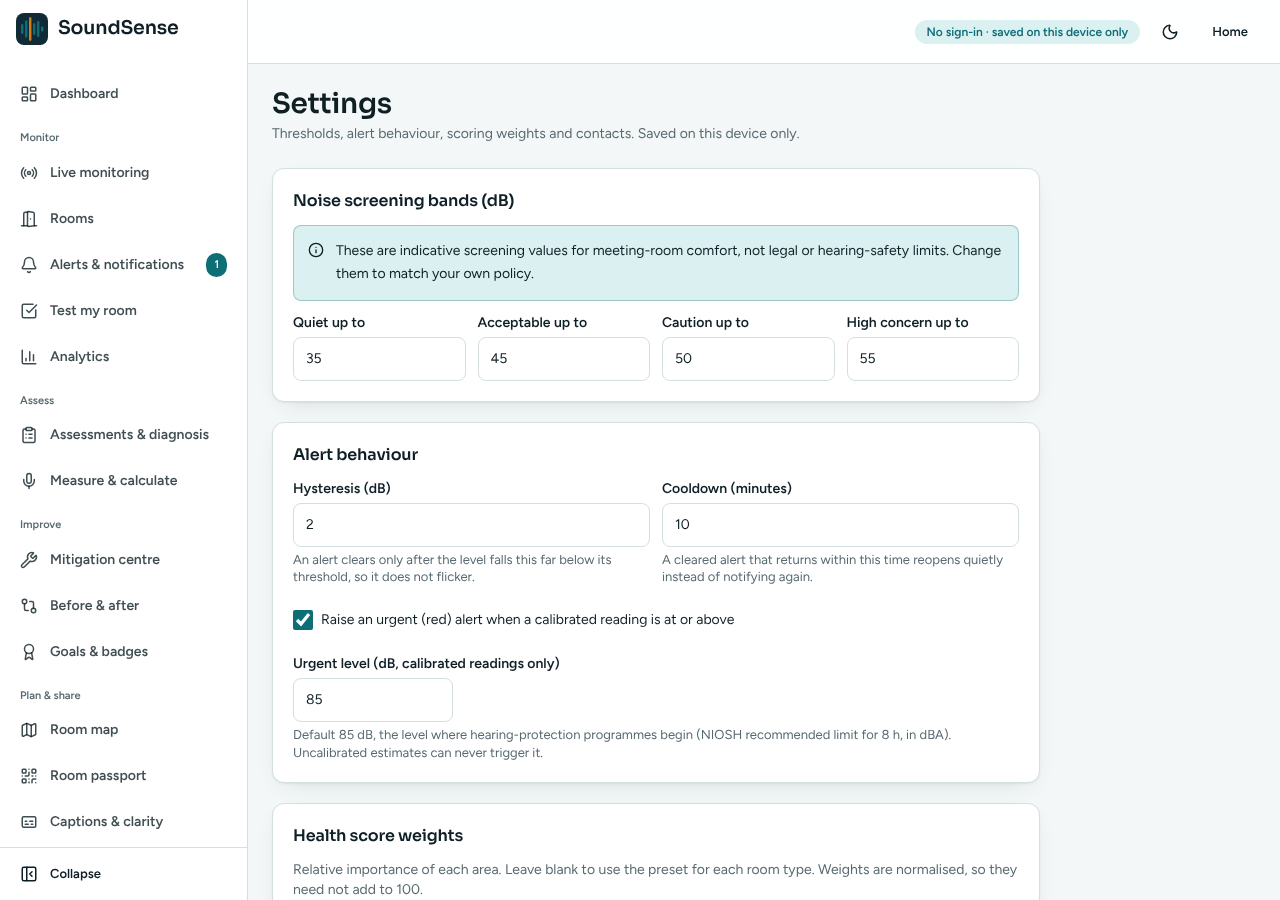 SoundSense
No sign-in · saved on this device only
Home
Dashboard
Monitor
Live monitoring
Rooms
Alerts & notifications
1
Test my room
Analytics
Assess
Assessments & diagnosis
Measure & calculate
Improve
Mitigation centre
Before & after
Goals & badges
Plan & share
Room map
Room passport
Captions & clarity
Collapse
Settings
Thresholds, alert behaviour, scoring weights and contacts. Saved on this device only.
Noise screening bands (dB)
These are indicative screening values for meeting-room comfort, not legal or hearing-safety limits. Change
them to match your own policy.
Quiet up to
35
Acceptable up to
45
Caution up to
50
High concern up to
55
Alert behaviour
Hysteresis (dB)
2
An alert clears only after the level falls this far below its
threshold, so it does not flicker.
Cooldown (minutes)
10
A cleared alert that returns within this time reopens quietly
instead of notifying again.
Raise an urgent (red) alert when a calibrated reading is at or above
Urgent level (dB, calibrated readings only)
85
Default 85 dB, the level where hearing-protection programmes begin (NIOSH recommended limit for 8 h, in dBA).
Uncalibrated estimates can never trigger it.
Health score weights
Relative importance of each area. Leave blank to use the preset for each room type. Weights are normalised, so they
need not add to 100.